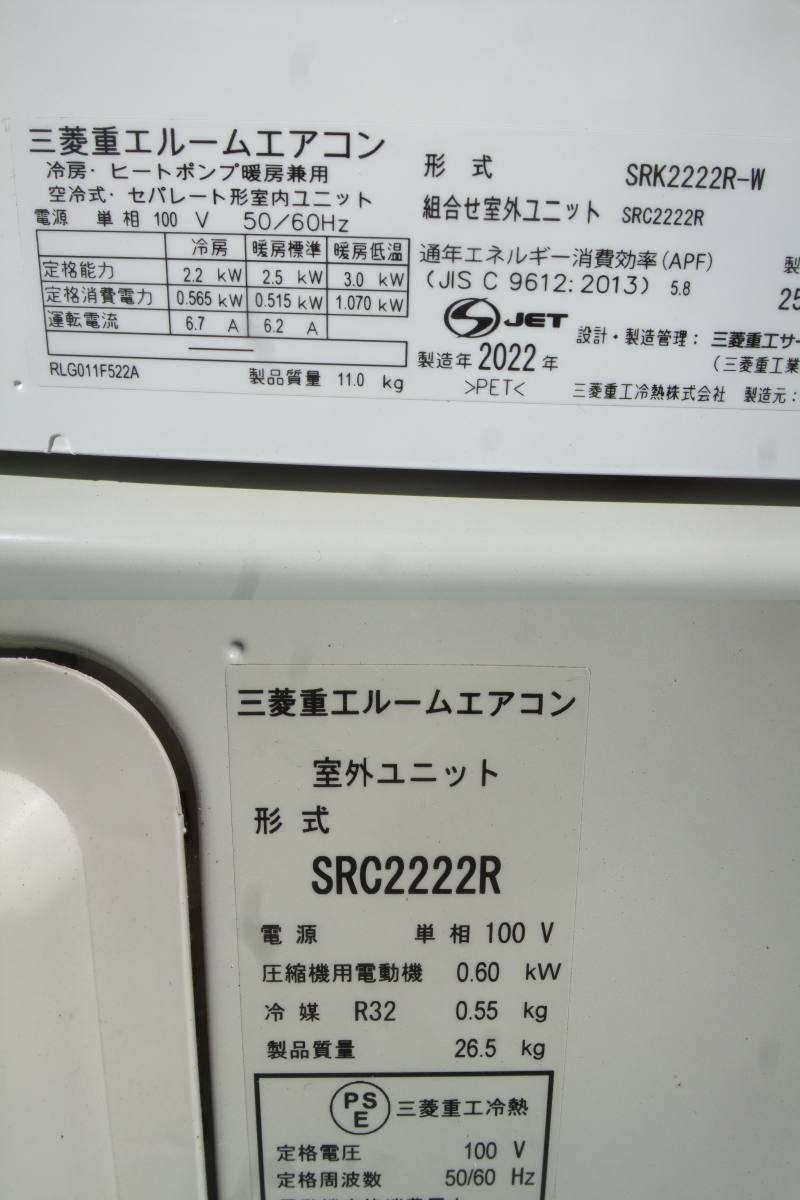 三菱重工ルームエアコン
冷房・ヒートポンプ暖房兼用
空冷式・セパレート形室内ユニット
電源 単相 100 V 50/60Hz
冷房 暖房標準 暖房低温
定格能力 2.2 kW 2.5 kW 3.0 kW
定格消費電力 0.565 kW 0.515 kW 1.070 kW
運転電流 6.7 A 6.2 A
RLG011F522A 製品質量 11.0 kg
形式 SRK2222R-W
組合せ室外ユニット SRC2222R
通年エネルギー消費効率(APF)
(JIS C 9612:2013) 5.8
製
25
JET 設計・製造管理: 三菱重工サー
製造年 2022 年 (三菱重工業
>PET< 三菱重工冷熱株式会社 製造元:
三菱重工ルームエアコン
室外ユニット
形式
SRC2222R
電源 単相 100 V
圧縮機用電動機 0.60 kW
冷媒 R32 0.55 kg
製品質量 26.5 kg
PSE 三菱重工冷熱
定格電圧 100 V
定格周波数 50/60 Hz